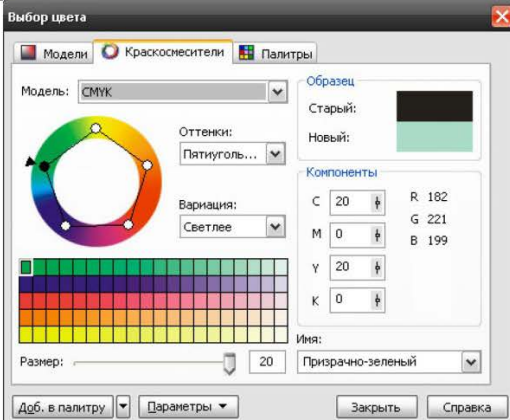 Выбор цвета
Модели Краскосмесители Палитры
Модель: CMYK
Оттенки:
Пятиуголь...
Вариация:
Светлее
Размер: 20
Образец
Старый:
Новый:
Компоненты
C 20 R 182
M 0 G 221
Y 20 B 199
K 0
Имя:
Призрачно-зеленый
Доб. в палитру Параметры Закрыть Справка